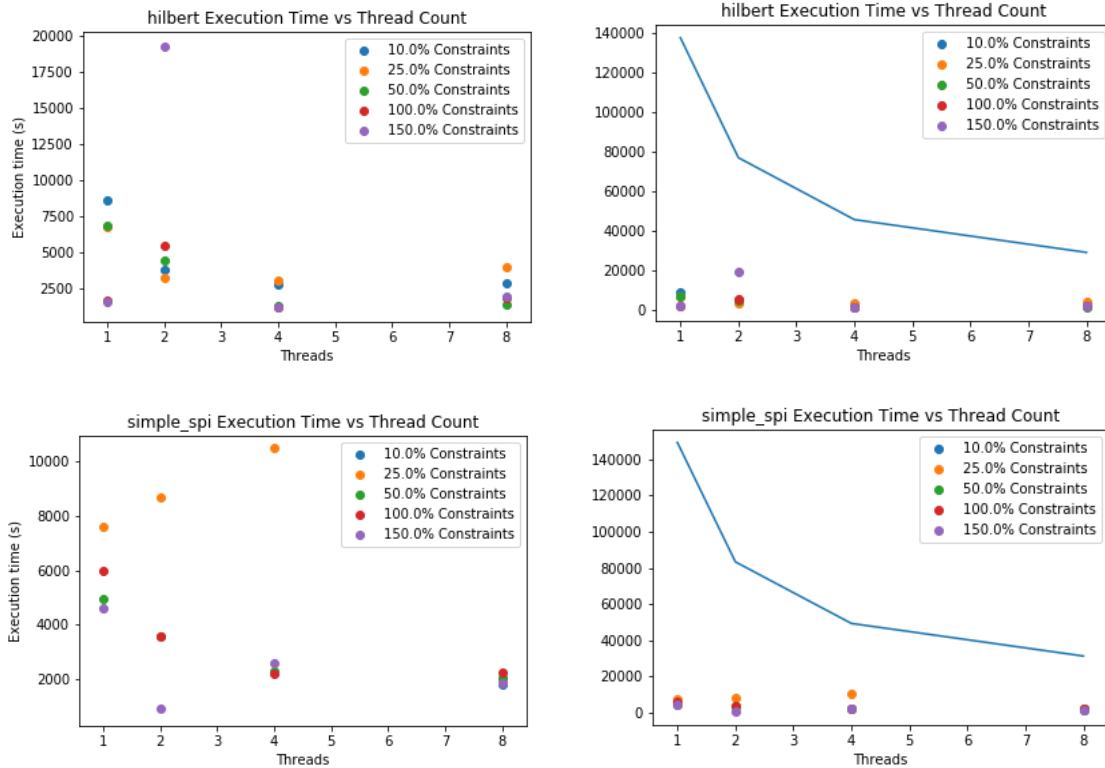 hilbert Execution Time vs Thread Count
20000
17500
15000
12500
10000
7500
5000
2500
Execution time (s)
10.0% Constraints
25.0% Constraints
50.0% Constraints
100.0% Constraints
150.0% Constraints
1 2 3 4 5 6 7 8
Threads
hilbert Execution Time vs Thread Count
140000
120000
100000
80000
60000
40000
20000
0
10.0% Constraints
25.0% Constraints
50.0% Constraints
100.0% Constraints
150.0% Constraints
1 2 3 4 5 6 7 8
Threads
simple_spi Execution Time vs Thread Count
10000
8000
6000
4000
2000
Execution time (s)
10.0% Constraints
25.0% Constraints
50.0% Constraints
100.0% Constraints
150.0% Constraints
1 2 3 4 5 6 7 8
Threads
simple_spi Execution Time vs Thread Count
140000
120000
100000
80000
60000
40000
20000
0
10.0% Constraints
25.0% Constraints
50.0% Constraints
100.0% Constraints
150.0% Constraints
1 2 3 4 5 6 7 8
Threads